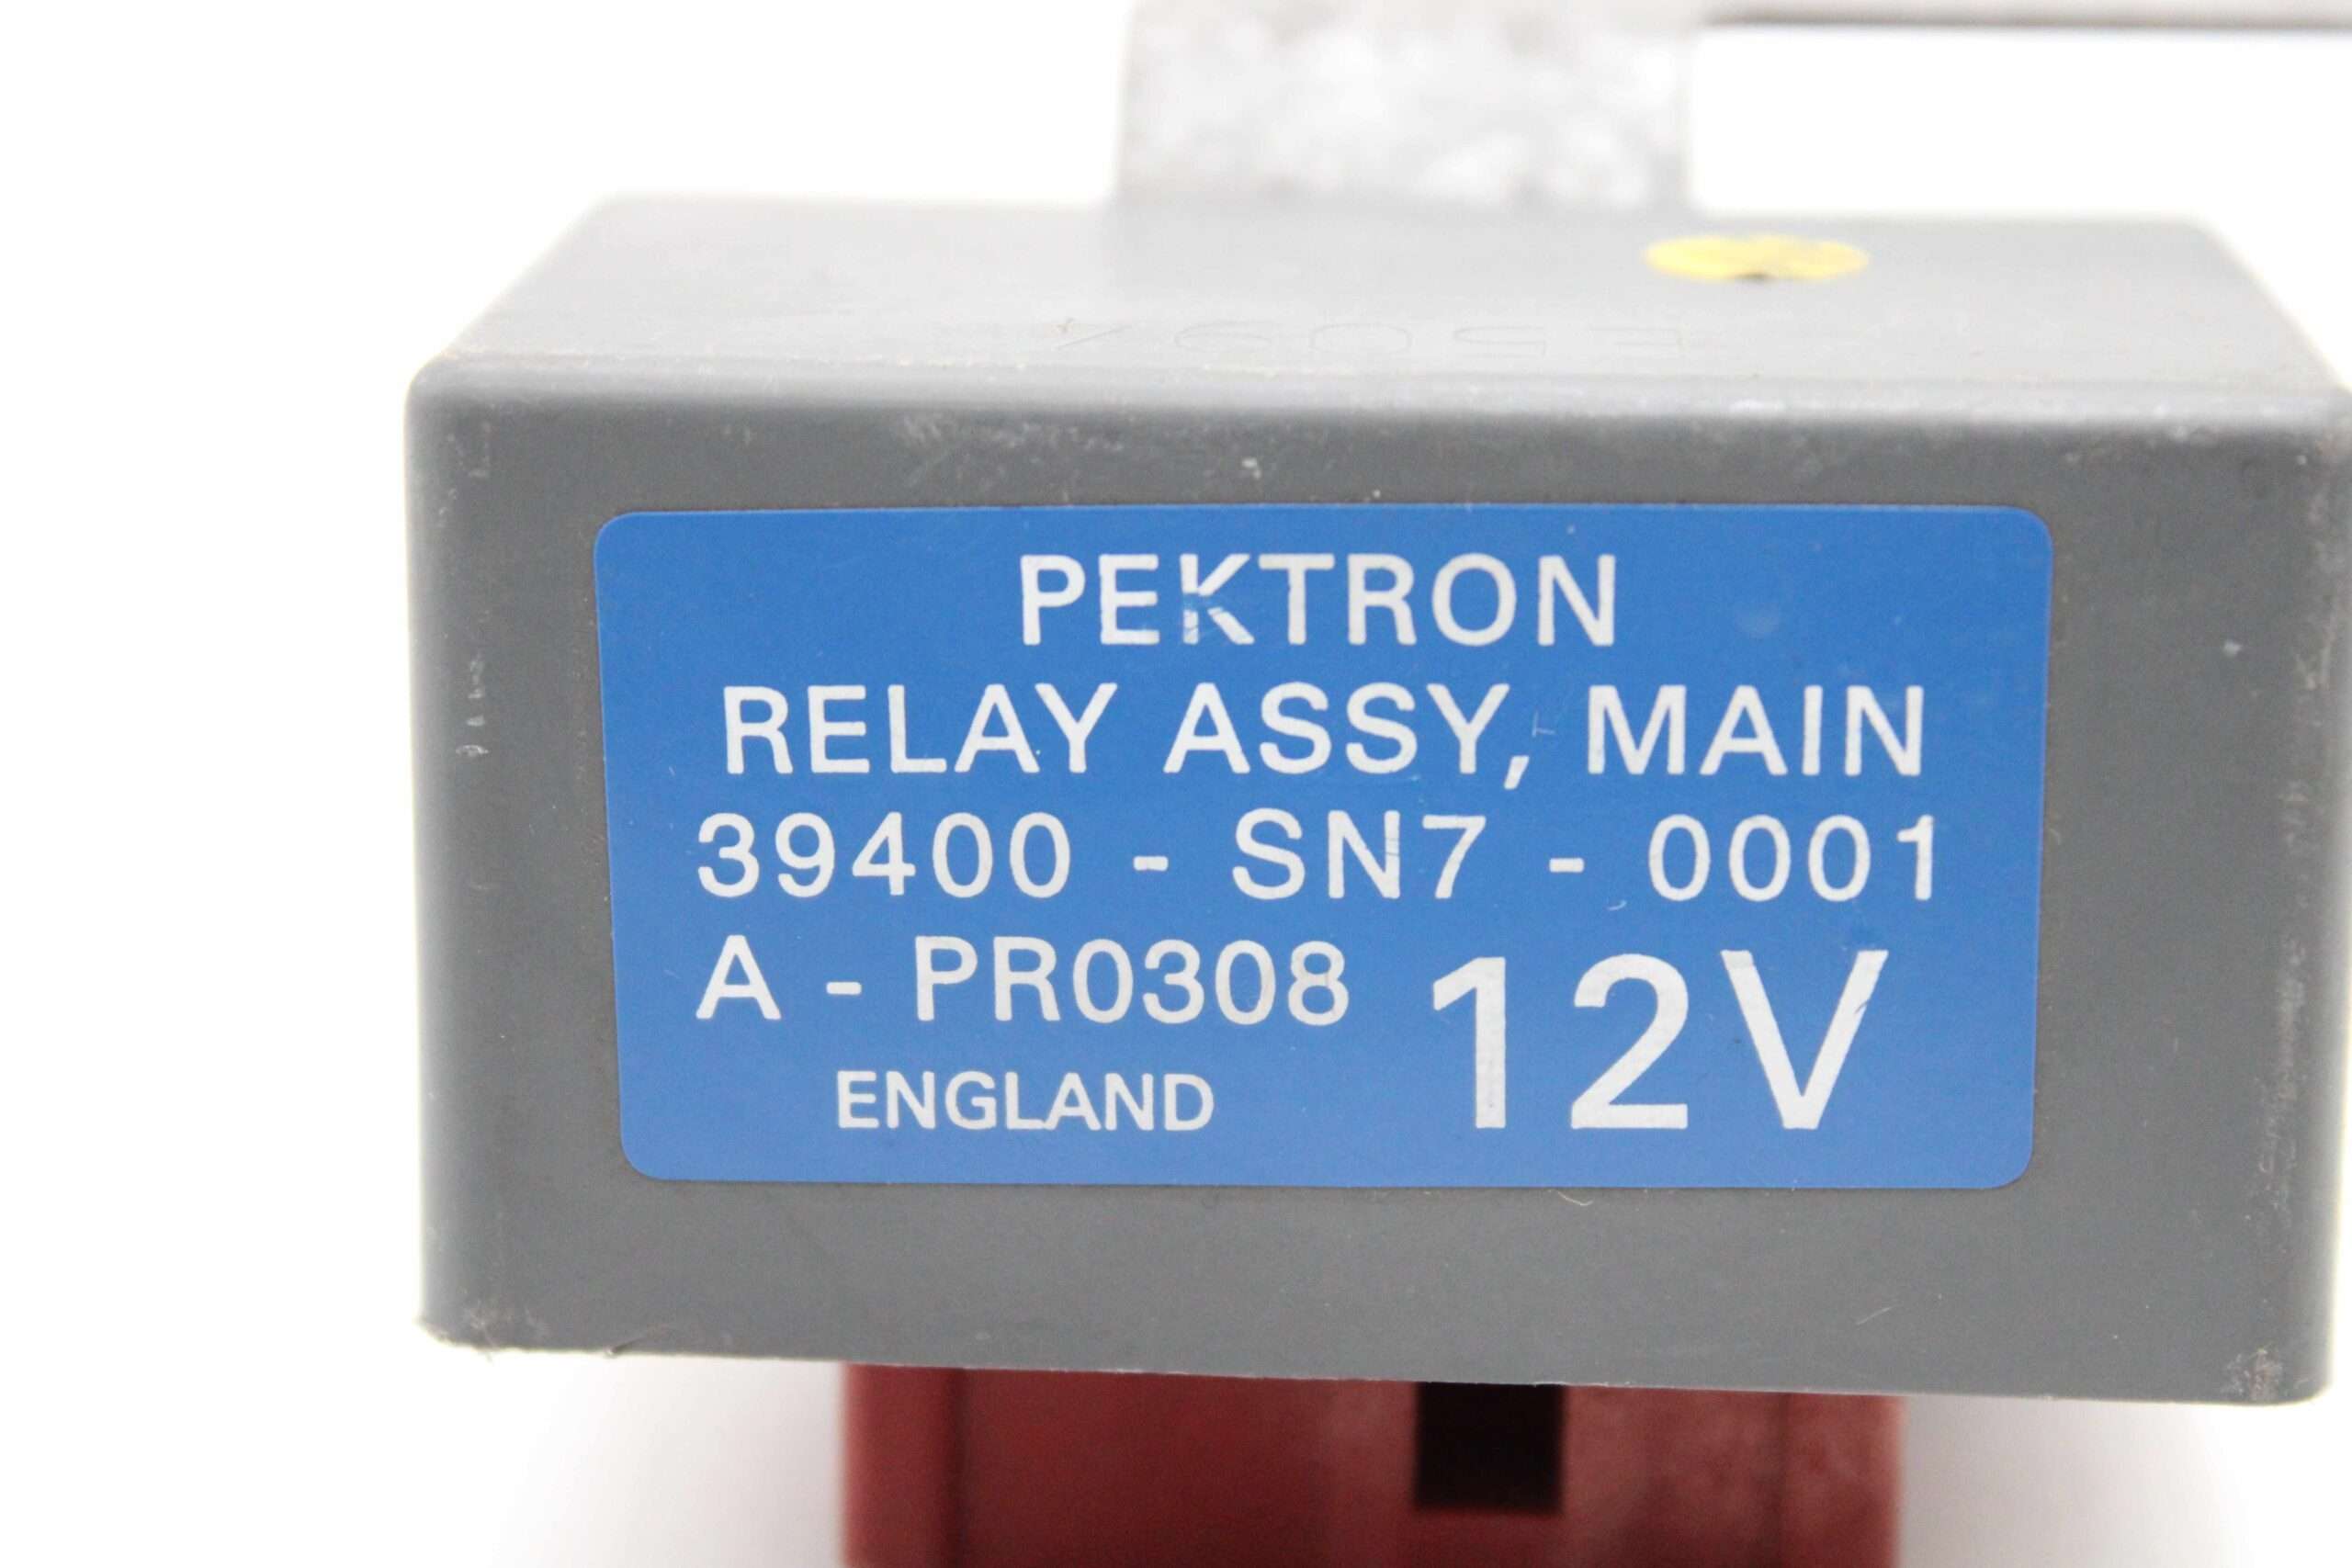 PEKTRON
RELAY ASSY, MAIN
39400 - SN7 - 0001
A - PR0308 12V
ENGLAND